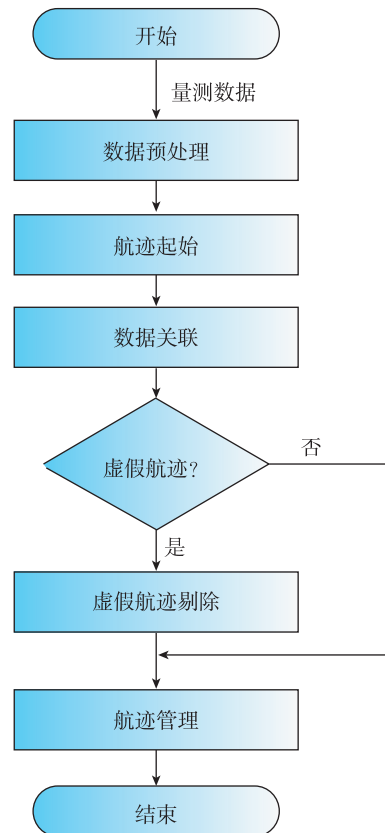 开始
量测数据
数据预处理
航迹起始
数据关联
虚假航迹?
否
是
虚假航迹剔除
航迹管理
结束